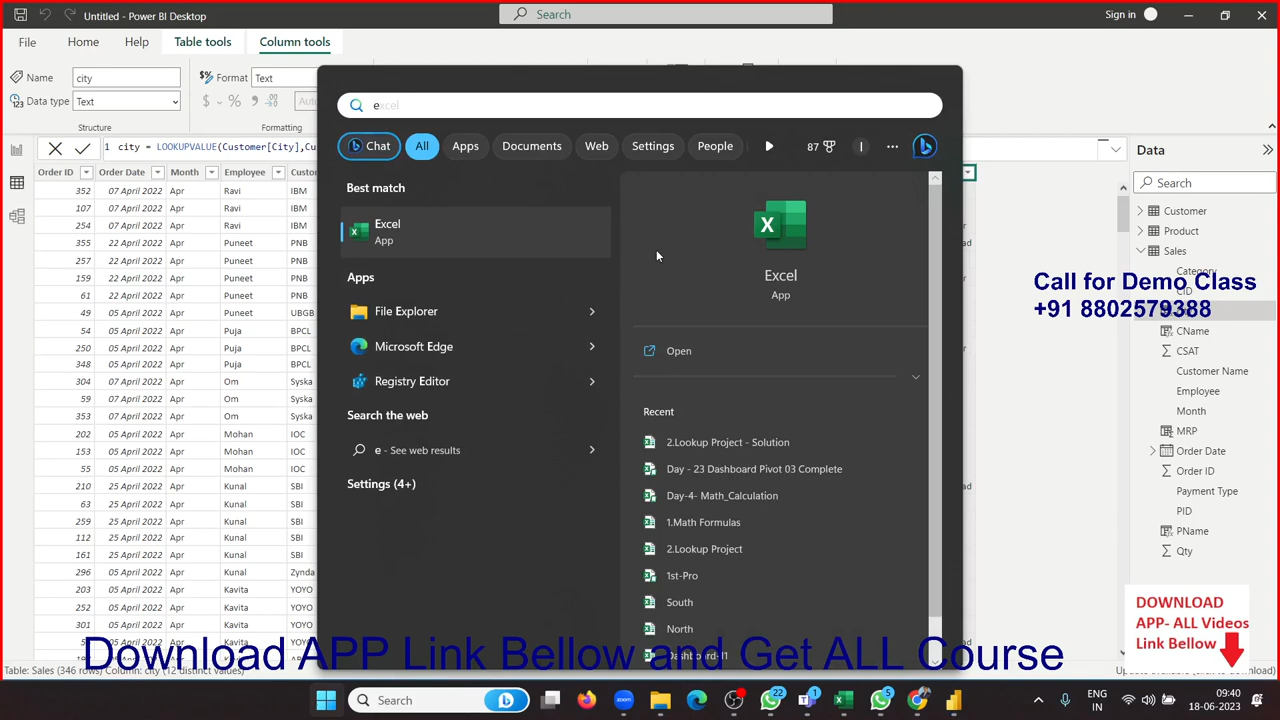 Untitled - Power BI Desktop
Search
Sign in
File
Home
Help
Table tools
Column tools
Name
city
Format
Text
Data type
Text
$
%
Structure
Formatting
excel
Chat
All
Apps
Documents
Web
Settings
People
87
I
1 city = LOOKUPVALUE(Customer[City],Cu
Order ID
Order Date
Month
Employee
Custo
352 07 April 2022 Apr Ravi IBM
107 07 April 2022 Apr Ravi IBM
254 07 April 2022 Apr Ravi IBM
355 22 April 2022 Apr Puneet PNB
257 22 April 2022 Apr Puneet PNB
159 22 April 2022 Apr Puneet PNB
61 22 April 2022 Apr Puneet PNB
49 05 April 2022 Apr Puneet UBGB
54 05 April 2022 Apr Puja BPCL
250 05 April 2022 Apr Puja BPCL
348 05 April 2022 Apr Puja BPCL
304 07 April 2022 Apr Om Syska
59 07 April 2022 Apr Om Syska
353 07 April 2022 Apr Om Syska
202 05 April 2022 Apr Mohan IOC
153 05 April 2022 Apr Mohan IOC
55 05 April 2022 Apr Mohan IOC
210 25 April 2022 Apr Kunal SBI
63 25 April 2022 Apr Kunal SBI
259 25 April 2022 Apr Kunal SBI
112 25 April 2022 Apr Kunal SBI
161 25 April 2022 Apr Kunal SBI
296 05 April 2022 Apr Kunal Zynda
203 05 April 2022 Apr Kavita YOYO
252 05 April 2022 Apr Kavita YOYO
301 05 April 2022 Apr Kavita YOYO
Best match
Excel
App
Apps
File Explorer
Microsoft Edge
Registry Editor
Search the web
e - See web results
Settings (4+)
Excel
App
Open
Recent
2.Lookup Project - Solution
Day - 23 Dashboard Pivot 03 Complete
Day-4- Math_Calculation
1.Math Formulas
2.Lookup Project
1st-Pro
South
North
Data
Search
Customer
Product
Sales
Category
CID
CName
CSAT
Customer Name
Employee
Month
MRP
Order Date
Order ID
Payment Type
PID
PName
Qty
Call for Demo Class
+91 8802579388
DOWNLOAD
APP- ALL Videos
Link Bellow
Download APP Link Bellow and Get ALL Course
Table: Sales (346 rows) Column: city (12 distinct values)
Search
22
1
5
ENG
IN
09:40
18-06-2023